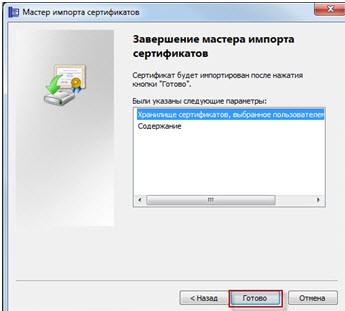 Мастер импорта сертификатов
Завершение мастера импорта
сертификатов
Сертификат будет импортирован после нажатия
кнопки "Готово".
Были указаны следующие параметры:
Хранилище сертификатов, выбранное пользователем
Содержание
< Назад
Готово
Отмена